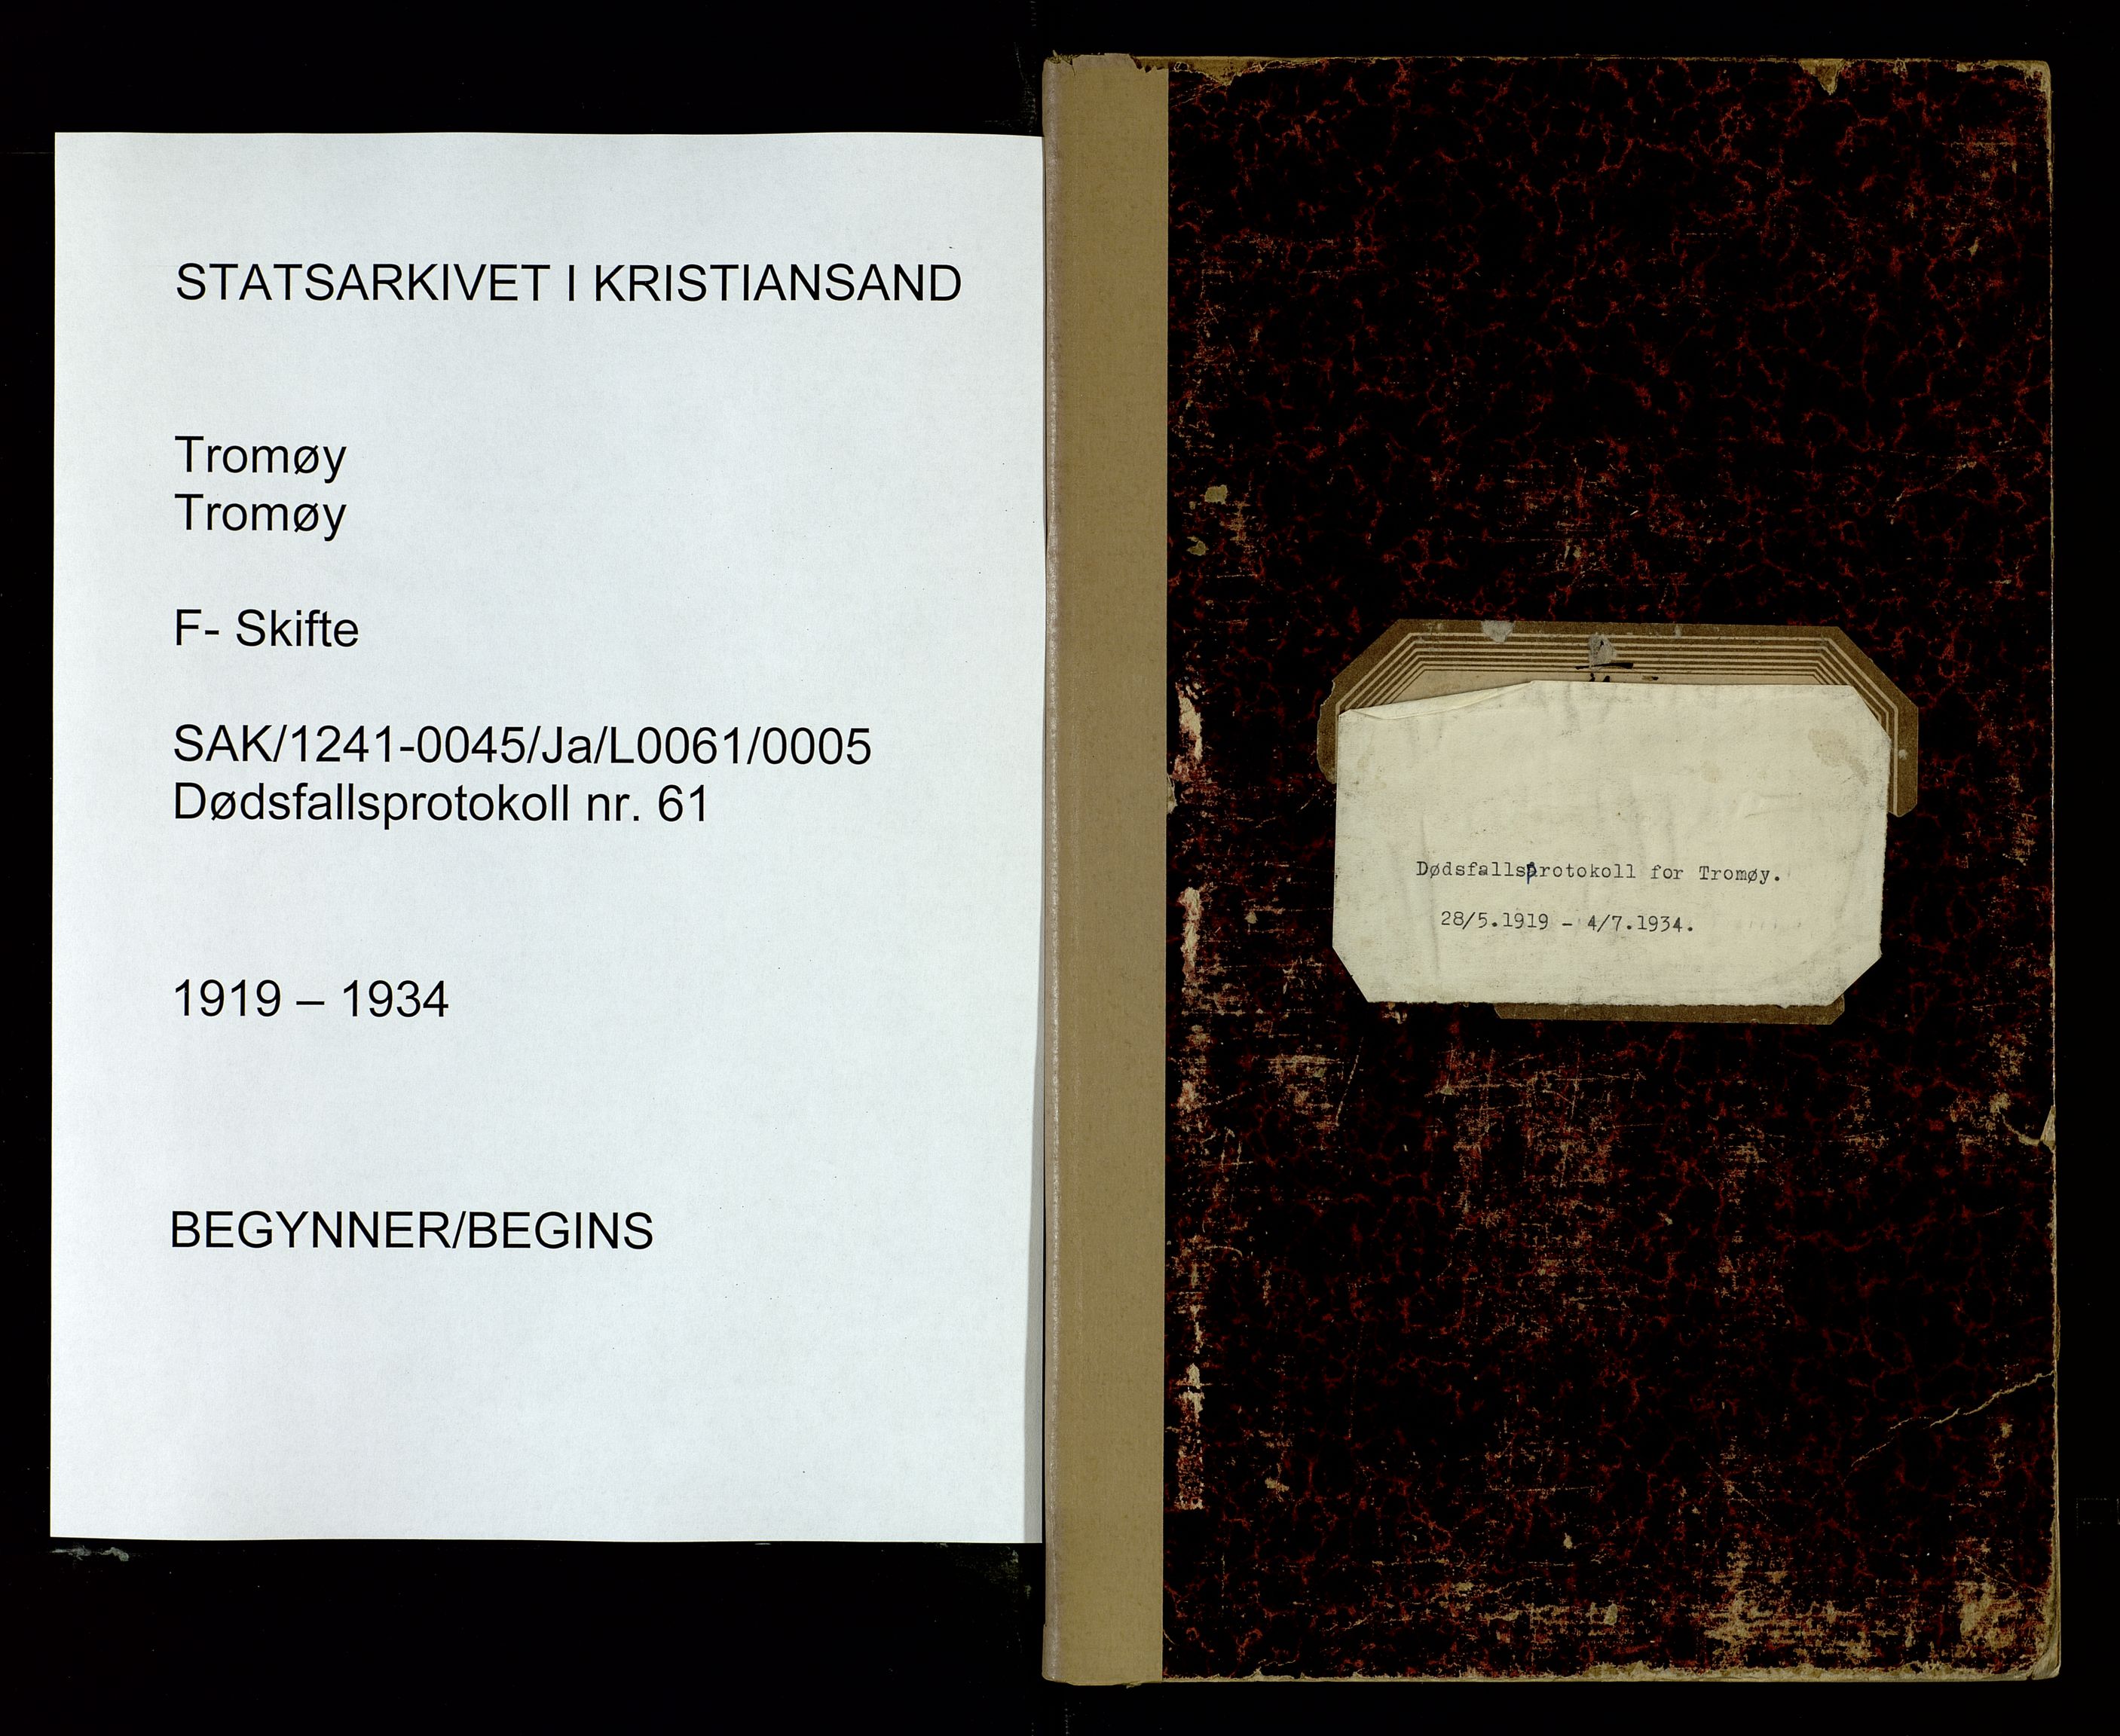 STATSARKIVET I KRISTIANSAND
Tromøy
Tromøy
F- Skifte
SAK/1241-0045/Ja/L0061/0005
Dødsfallsprotokoll nr. 61
1919 – 1934
BEGYNNER/BEGINS
Dødsfallsprotokoll for Tromøy.
28/5.1919 - 4/7.1934.